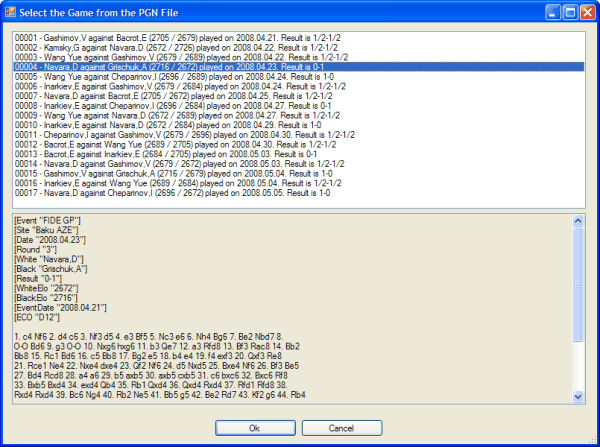 Select the Game from the PGN File
00001 - Gashimov,V against Bacrot,E (2705 / 2679) played on 2008.04.21. Result is 1/2-1/2
00002 - Kamsky,G against Navara,D (2672 / 2726) played on 2008.04.22. Result is 1/2-1/2
00003 - Wang Yue against Gashimov,V (2679 / 2689) played on 2008.04.22. Result is 1/2-1/2
00004 - Navara,D against Grischuk,A (2716 / 2672) played on 2008.04.23. Result is 0-1
00005 - Wang Yue against Cheparinov,I (2696 / 2689) played on 2008.04.24. Result is 1-0
00006 - Inarkiev,E against Gashimov,V (2679 / 2684) played on 2008.04.24. Result is 1/2-1/2
00007 - Navara,D against Bacrot,E (2705 / 2672) played on 2008.04.25. Result is 1/2-1/2
00008 - Inarkiev,E against Cheparinov,I (2696 / 2684) played on 2008.04.27. Result is 0-1
00009 - Wang Yue against Navara,D (2672 / 2689) played on 2008.04.27. Result is 1/2-1/2
00010 - Inarkiev,E against Navara,D (2672 / 2684) played on 2008.04.29. Result is 1-0
00011 - Cheparinov,I against Gashimov,V (2679 / 2696) played on 2008.04.30. Result is 1/2-1/2
00012 - Bacrot,E against Wang Yue (2689 / 2705) played on 2008.04.30. Result is 1/2-1/2
00013 - Bacrot,E against Inarkiev,E (2684 / 2705) played on 2008.05.03. Result is 0-1
00014 - Navara,D against Gashimov,V (2679 / 2672) played on 2008.05.03. Result is 1/2-1/2
00015 - Gashimov,V against Grischuk,A (2716 / 2679) played on 2008.05.04. Result is 1-0
00016 - Inarkiev,E against Wang Yue (2689 / 2684) played on 2008.05.04. Result is 1/2-1/2
00017 - Navara,D against Cheparinov,I (2696 / 2672) played on 2008.05.05. Result is 1-0
[Event "FIDE GP"]
[Site "Baku AZE"]
[Date "2008.04.23"]
[Round "3"]
[White "Navara,D"]
[Black "Grischuk,A"]
[Result "0-1"]
[WhiteElo "2672"]
[BlackElo "2716"]
[EventDate "2008.04.21"]
[ECO "D12"]
1. c4 Nf6 2. d4 c6 3. Nf3 d5 4. e3 Bf5 5. Nc3 e6 6. Nh4 Bg6 7. Be2 Nbd7 8.
O-O Bd6 9. g3 O-O 10. Nxg6 hxg6 11. b3 Qe7 12. a3 Rfd8 13. Bf3 Rac8 14. Bb2
Bb8 15. Rc1 Bd6 16. c5 Bb8 17. Bg2 e5 18. b4 e4 19. f4 exf3 20. Qxf3 Re8
21. Rce1 Ne4 22. Nxe4 dxe4 23. Qf2 Nf6 24. d5 Nxd5 25. Bxe4 Nf6 26. Bf3 Be5
27. Bd4 Rcd8 28. a4 a6 29. b5 axb5 30. axb5 cxb5 31. c6 bxc6 32. Bxc6 Rf8
33. Bxb5 Bxd4 34. exd4 Qb4 35. Rb1 Qxd4 36. Qxd4 Rxd4 37. Rfd1 Rfd8 38.
Rxd4 Rxd4 39. Bc6 Ng4 40. Rb2 Ne5 41. Bb5 g5 42. Be2 Rd7 43. Kf2 g6 44. Rb4
Ok
Cancel